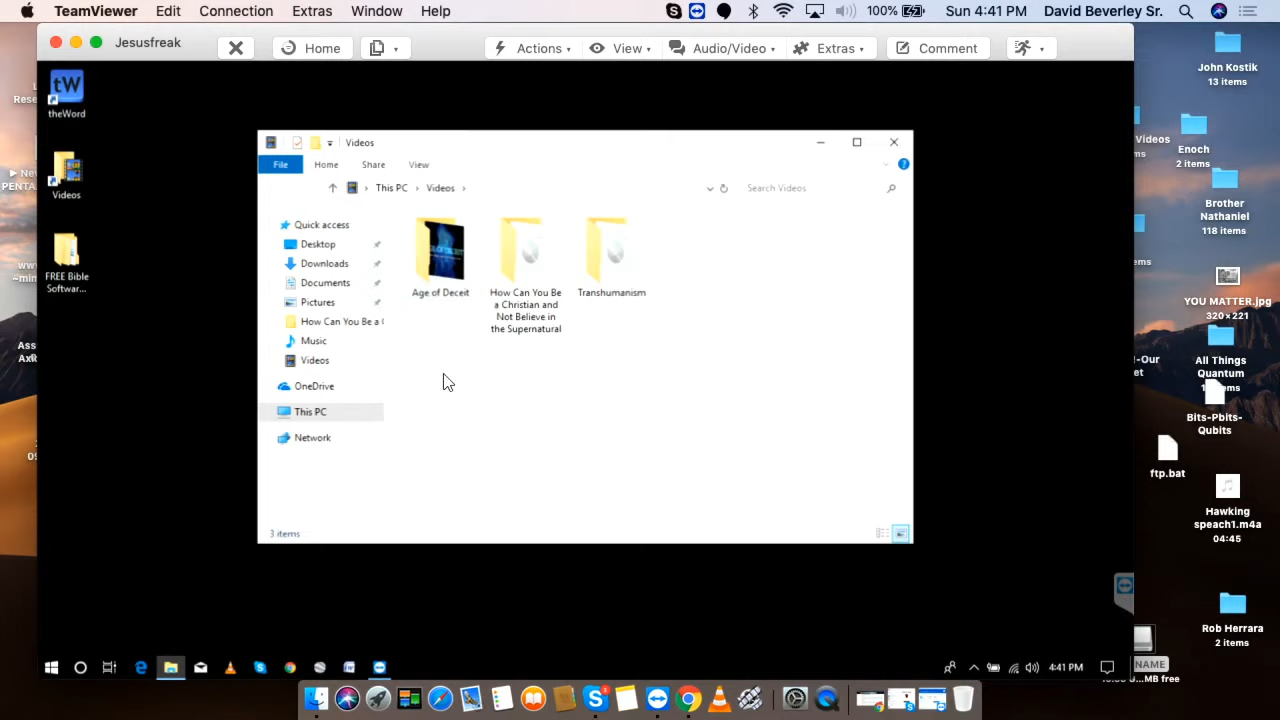 TeamViewer Edit Connection Extras Window Help 100% Sun 4:41 PM David Beverley Sr.
Jesusfreak Home Actions View Audio/Video Extras Comment
tW
theWord
Videos
FREE Bible
Softwar...
Videos
File Home Share View
This PC Videos Search Videos
Quick access
Desktop
Downloads
Documents
Pictures
How Can You Be a
Music
Videos
OneDrive
This PC
Network
Age of Deceit
How Can You Be
a Christian and
Not Believe in
the Supernatural
Transhumanism
3 items
4:41 PM
John Kostik
13 items
Videos
Enoch
2 items
Brother
Nathaniel
118 items
YOU MATTER.jpg
320×221
All Things
Quantum
Bits-Pbits-
Qubits
ftp.bat
Hawking
speach1.m4a
04:45
Rob Herrara
2 items
NAME
MB free